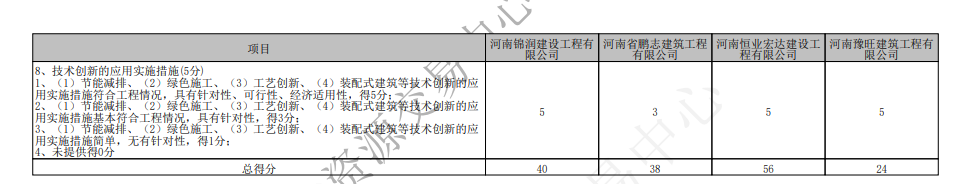 项目
河南锦润建设工程有
限公司
河南省鹏志建筑工程
有限公司
河南恒业宏达建设工
程有限公司
河南豫旺建筑工程有
限公司
8、技术创新的应用实施措施(5分)
1、（1）节能减排、（2）绿色施工、（3）工艺创新、（4）装配式建筑等技术创新的应
用实施措施符合工程情况，具有针对性、可行性、经济适用性，得5分；
2、（1）节能减排、（2）绿色施工、（3）工艺创新、（4）装配式建筑等技术创新的应
用实施措施基本符合工程情况，具有针对性，得3分；
3、（1）节能减排、（2）绿色施工、（3）工艺创新、（4）装配式建筑等技术创新的应
用实施措施简单，无有针对性，得1分；
4、未提供得0分
5
3
5
5
总得分
40
38
56
24
资源交易中心
易中心